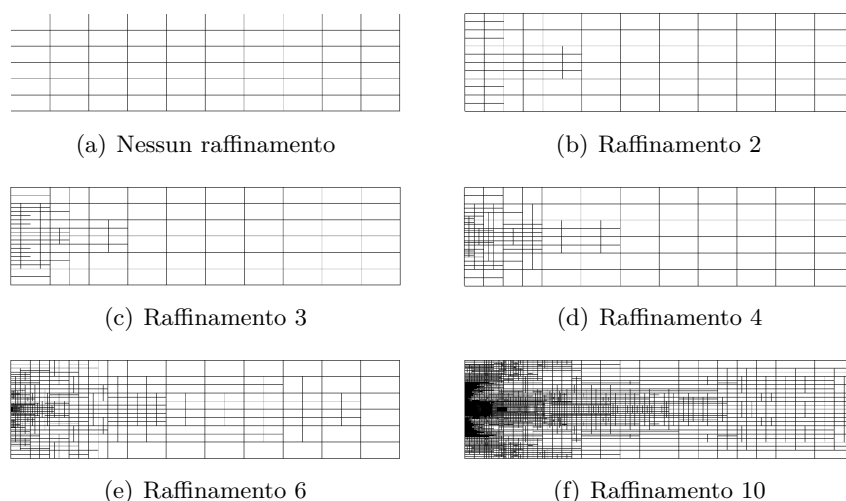 (a) Nessun raffinamento
(b) Raffinamento 2
(c) Raffinamento 3
(d) Raffinamento 4
(e) Raffinamento 6
(f) Raffinamento 10